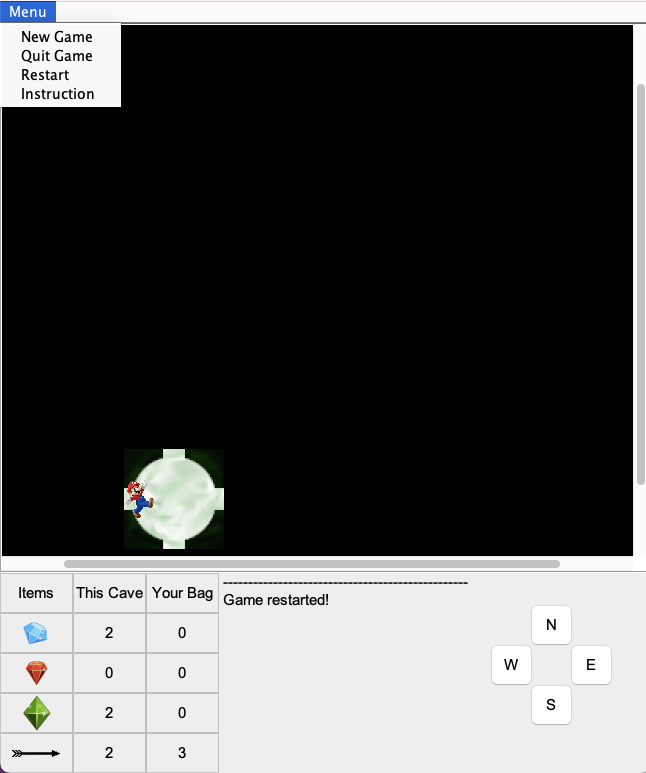 Menu
New Game
Quit Game
Restart
Instruction
Items This Cave Your Bag
2 0
0 0
2 0
2 3
-------------------------------------------------
Game restarted!
N
W E
S